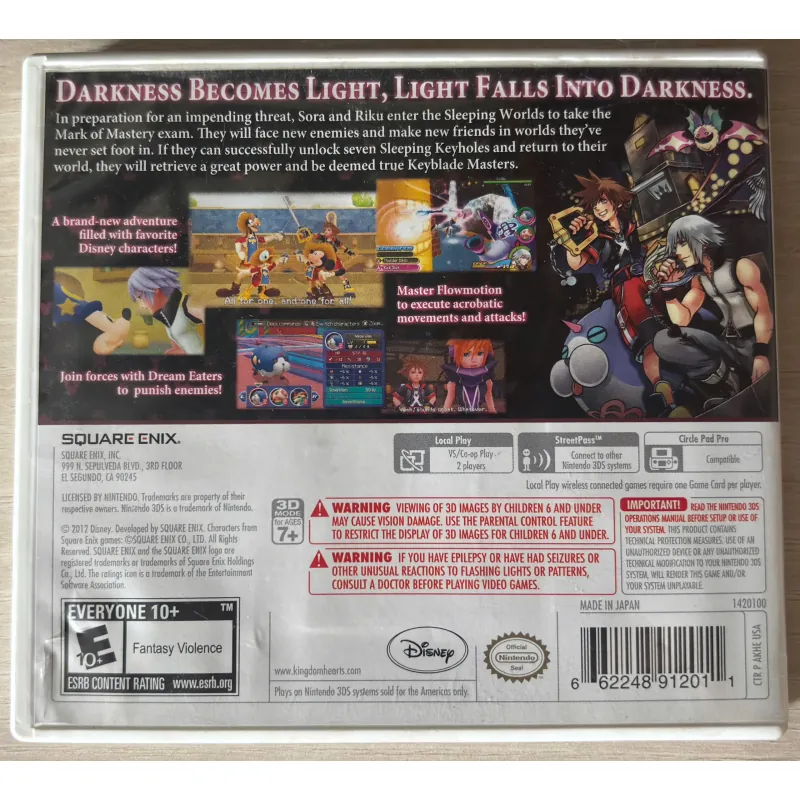 DARKNESS BECOMES LIGHT, LIGHT FALLS INTO DARKNESS.
In preparation for an impending threat, Sora and Riku enter the Sleeping Worlds to take the
Mark of Mastery exam. They will face new enemies and make new friends in worlds they've
never set foot in. If they can successfully unlock seven Sleeping Keyholes and return to their
world, they will retrieve a great power and be deemed true Keyblade Masters.
A brand-new adventure
filled with favorite
Disney characters!
All for one, and one for all!
Master Flowmotion
to execute acrobatic
movements and attacks!
Join forces with Dream Eaters
to punish enemies!
Resistance
SQUARE ENIX.
SQUARE ENIX, INC.
999 N. SEPULVEDA BLVD., 3RD FLOOR
EL SEGUNDO, CA 90245
Local Play
VS/Co-op Play
2 players
StreetPass™
Connect to other
Nintendo 3DS systems
Circle Pad Pro
Compatible
Local Play wireless connected games require one Game Card per player.
LICENSED BY NINTENDO. Trademarks are property of their
respective owners. Nintendo 3DS is a trademark of Nintendo.
© 2012 Disney. Developed by SQUARE ENIX. Characters from
Square Enix games: ©SQUARE ENIX CO., LTD. All Rights
Reserved. SQUARE ENIX and the SQUARE ENIX logo are
registered trademarks or trademarks of Square Enix Holdings
Co., Ltd. The ratings icon is a trademark of the Entertainment
Software Association.
3D
MODE
for AGES
7+
WARNING VIEWING OF 3D IMAGES BY CHILDREN 6 AND UNDER
MAY CAUSE VISION DAMAGE. USE THE PARENTAL CONTROL FEATURE
TO RESTRICT THE DISPLAY OF 3D IMAGES FOR CHILDREN 6 AND UNDER.
WARNING IF YOU HAVE EPILEPSY OR HAVE HAD SEIZURES OR
OTHER UNUSUAL REACTIONS TO FLASHING LIGHTS OR PATTERNS,
CONSULT A DOCTOR BEFORE PLAYING VIDEO GAMES.
IMPORTANT! READ THE NINTENDO 3DS
OPERATIONS MANUAL BEFORE SETUP OR USE OF
YOUR SYSTEM. THIS PRODUCT CONTAINS
TECHNICAL PROTECTION MEASURES. USE OF AN
UNAUTHORIZED DEVICE OR ANY UNAUTHORIZED
TECHNICAL MODIFICATION TO YOUR NINTENDO 3DS
SYSTEM, WILL RENDER THIS GAME AND/OR
SYSTEM UNPLAYABLE.
MADE IN JAPAN
1420100
EVERYONE 10+ ™
E
10+
Fantasy Violence
ESRB CONTENT RATING www.esrb.org
Disney
www.kingdomhearts.com
Plays on Nintendo 3DS systems sold for the Americas only.
Official
Nintendo
Seal
6 62248 91201 1
CTR P AKHE USA